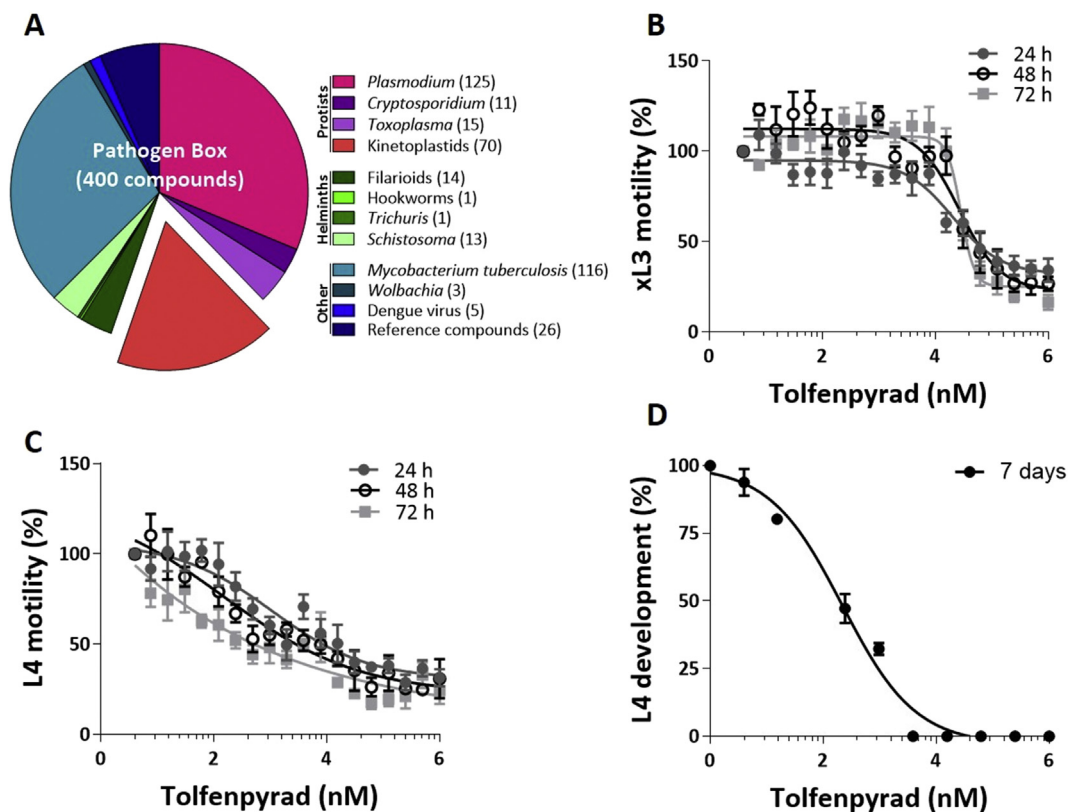 A
Pathogen Box
(400 compounds)
Protists
Plasmodium (125)
Cryptosporidium (11)
Toxoplasma (15)
Kinetoplastids (70)
Helminths
Filarioids (14)
Hookworms (1)
Trichuris (1)
Schistosoma (13)
Other
Mycobacterium tuberculosis (116)
Wolbachia (3)
Dengue virus (5)
Reference compounds (26)
B
24 h
48 h
72 h
xL3 motility (%)
150
100
50
0
0 2 4 6
Tolfenpyrad (nM)
C
24 h
48 h
72 h
L4 motility (%)
150
100
50
0
0 2 4 6
Tolfenpyrad (nM)
D
7 days
L4 development (%)
100
75
50
25
0
0 2 4 6
Tolfenpyrad (nM)